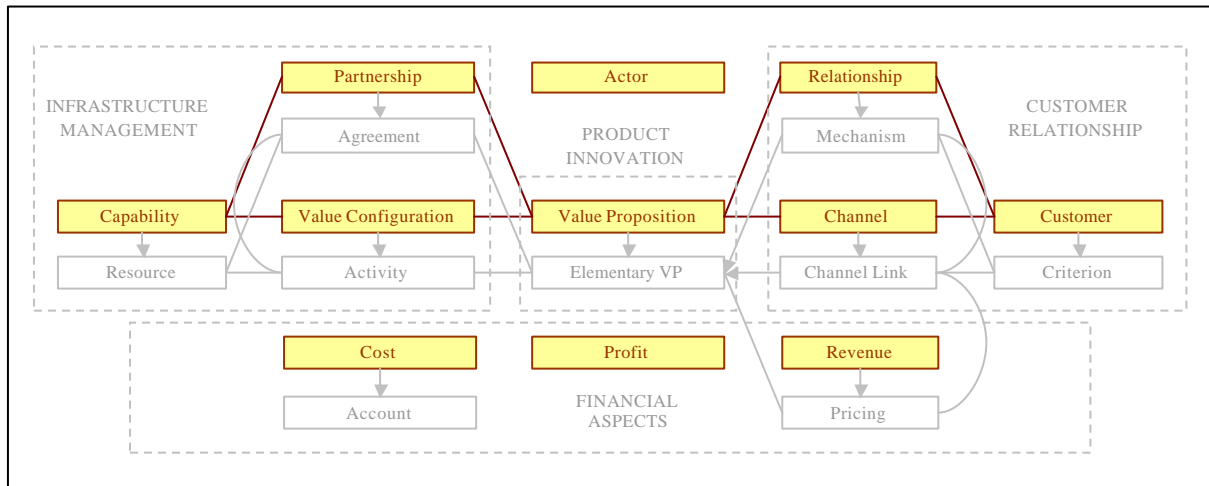 Partnership
Actor
Relationship
INFRASTRUCTURE
MANAGEMENT
CUSTOMER
RELATIONSHIP
Agreement
PRODUCT
INNOVATION
Mechanism
Capability
Value Configuration
Value Proposition
Channel
Customer
Resource
Activity
Elementary VP
Channel Link
Criterion
Cost
Profit
Revenue
Account
FINANCIAL
ASPECTS
Pricing